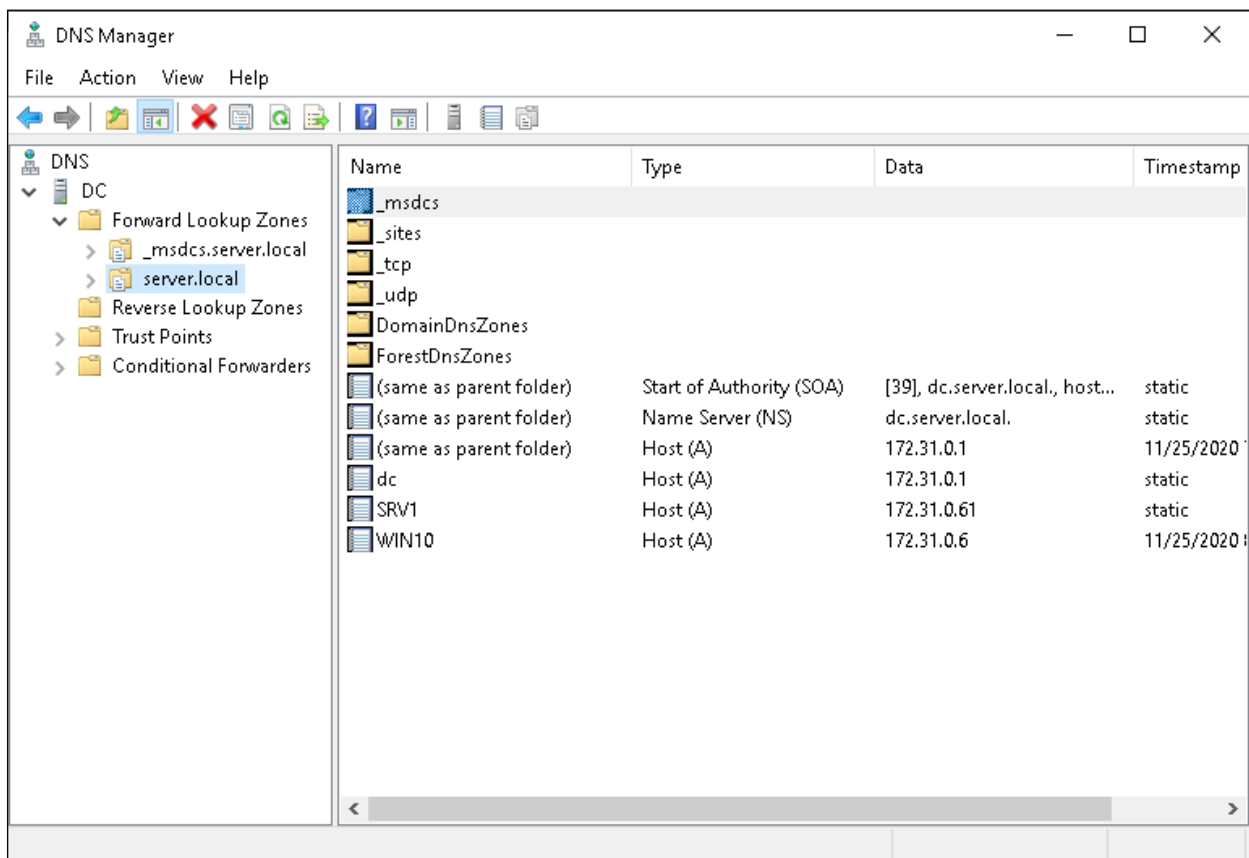 DNS Manager
File Action View Help
DNS
DC
Forward Lookup Zones
_msdcs.server.local
server.local
Reverse Lookup Zones
Trust Points
Conditional Forwarders
Name Type Data Timestamp
_msdcs
_sites
_tcp
_udp
DomainDnsZones
ForestDnsZones
(same as parent folder) Start of Authority (SOA) [39], dc.server.local., host... static
(same as parent folder) Name Server (NS) dc.server.local. static
(same as parent folder) Host (A) 172.31.0.1 11/25/2020
dc Host (A) 172.31.0.1 static
SRV1 Host (A) 172.31.0.61 static
WIN10 Host (A) 172.31.0.6 11/25/2020